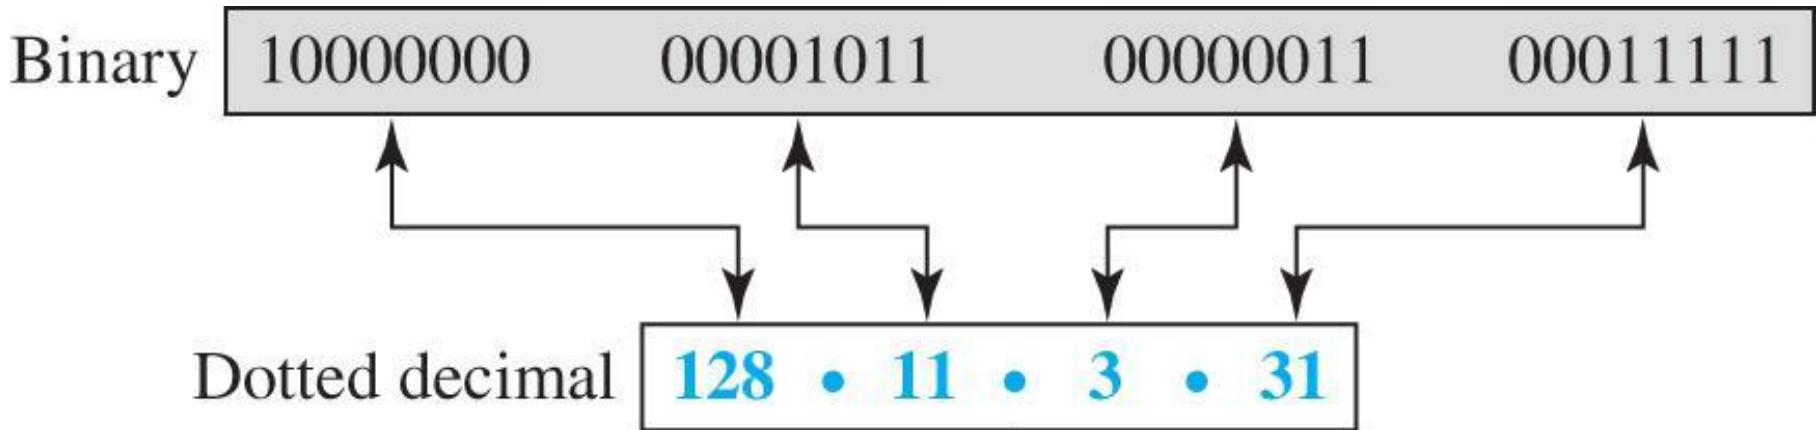 Binary 10000000 00001011 00000011 00011111
Dotted decimal 128 • 11 • 3 • 31